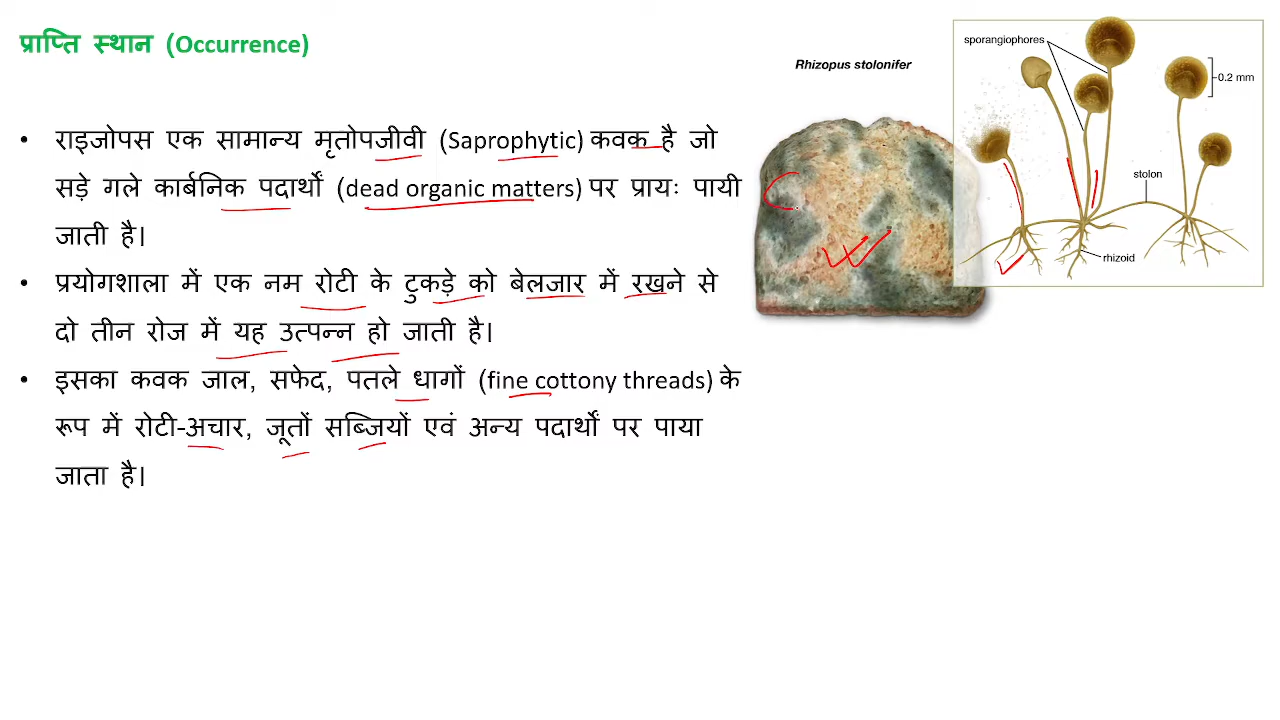 प्राप्ति स्थान (Occurrence)
• राइजोपस एक सामान्य मृतोपजीवी (Saprophytic) कवक है जो
सड़े गले कार्बनिक पदार्थों (dead organic matters) पर प्रायः पायी
जाती है।
• प्रयोगशाला में एक नम रोटी के टुकड़े को बेलजार में रखने से
दो तीन रोज में यह उत्पन्न हो जाती है।
• इसका कवक जाल, सफेद, पतले धागों (fine cottony threads) के
रूप में रोटी-अचार, जूतों सब्जियों एवं अन्य पदार्थों पर पाया
जाता है।
Rhizopus stolonifer
sporangiophores
0.2 mm
stolon
rhizoid